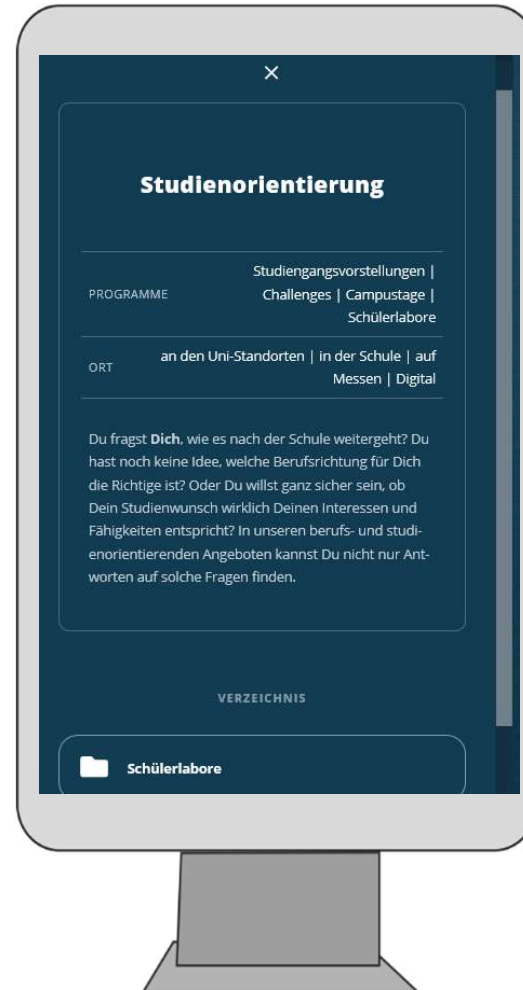 Studienorientierung
PROGRAMME
Studiengangsvorstellungen |
Challenges | Campustage |
Schülerlabore
ORT
an den Uni-Standorten | in der Schule | auf
Messen | Digital
Du fragst Dich, wie es nach der Schule weitergeht? Du
hast noch keine Idee, welche Berufsrichtung für Dich
die Richtige ist? Oder Du willst ganz sicher sein, ob
Dein Studienwunsch wirklich Deinen Interessen und
Fähigkeiten entspricht? In unseren berufs- und studi-
enorientierenden Angeboten kannst Du nicht nur Ant-
worten auf solche Fragen finden.
VERZEICHNIS
Schülerlabore